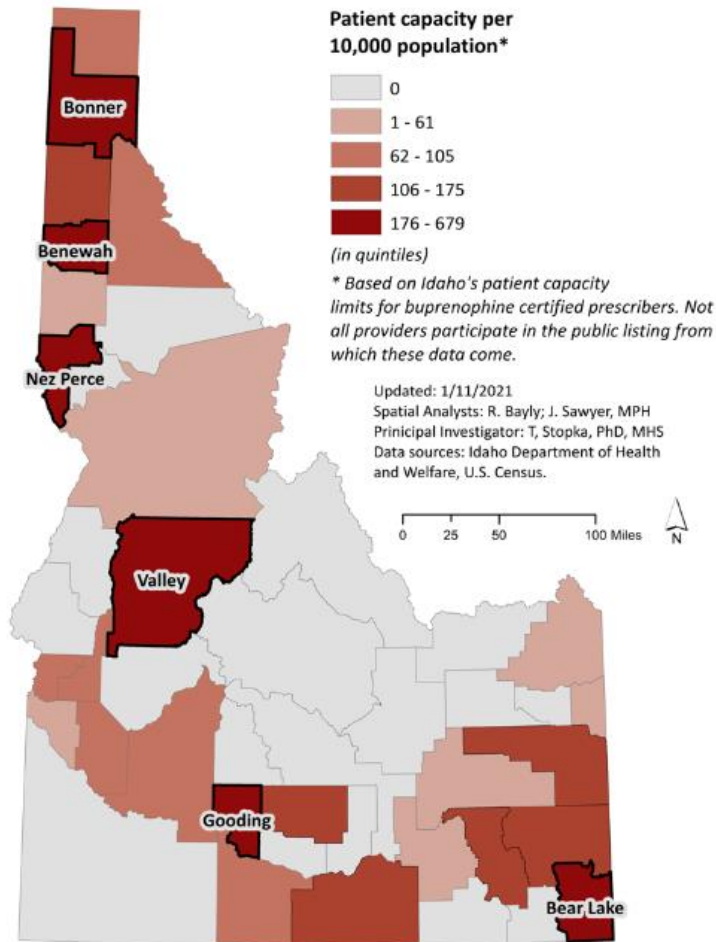 Patient capacity per
10,000 population*
0
1 - 61
62 - 105
106 - 175
176 - 679
(in quintiles)
* Based on Idaho's patient capacity
limits for buprenophine certified prescribers. Not
all providers participate in the public listing from
which these data come.
Updated: 1/11/2021
Spatial Analysts: R. Bayly; J. Sawyer, MPH
Prinicipal Investigator: T, Stopka, PhD, MHS
Data sources: Idaho Department of Health
and Welfare, U.S. Census.
0 25 50 100 Miles
N
Bonner
Benewah
Nez Perce
Valley
Gooding
Bear Lake